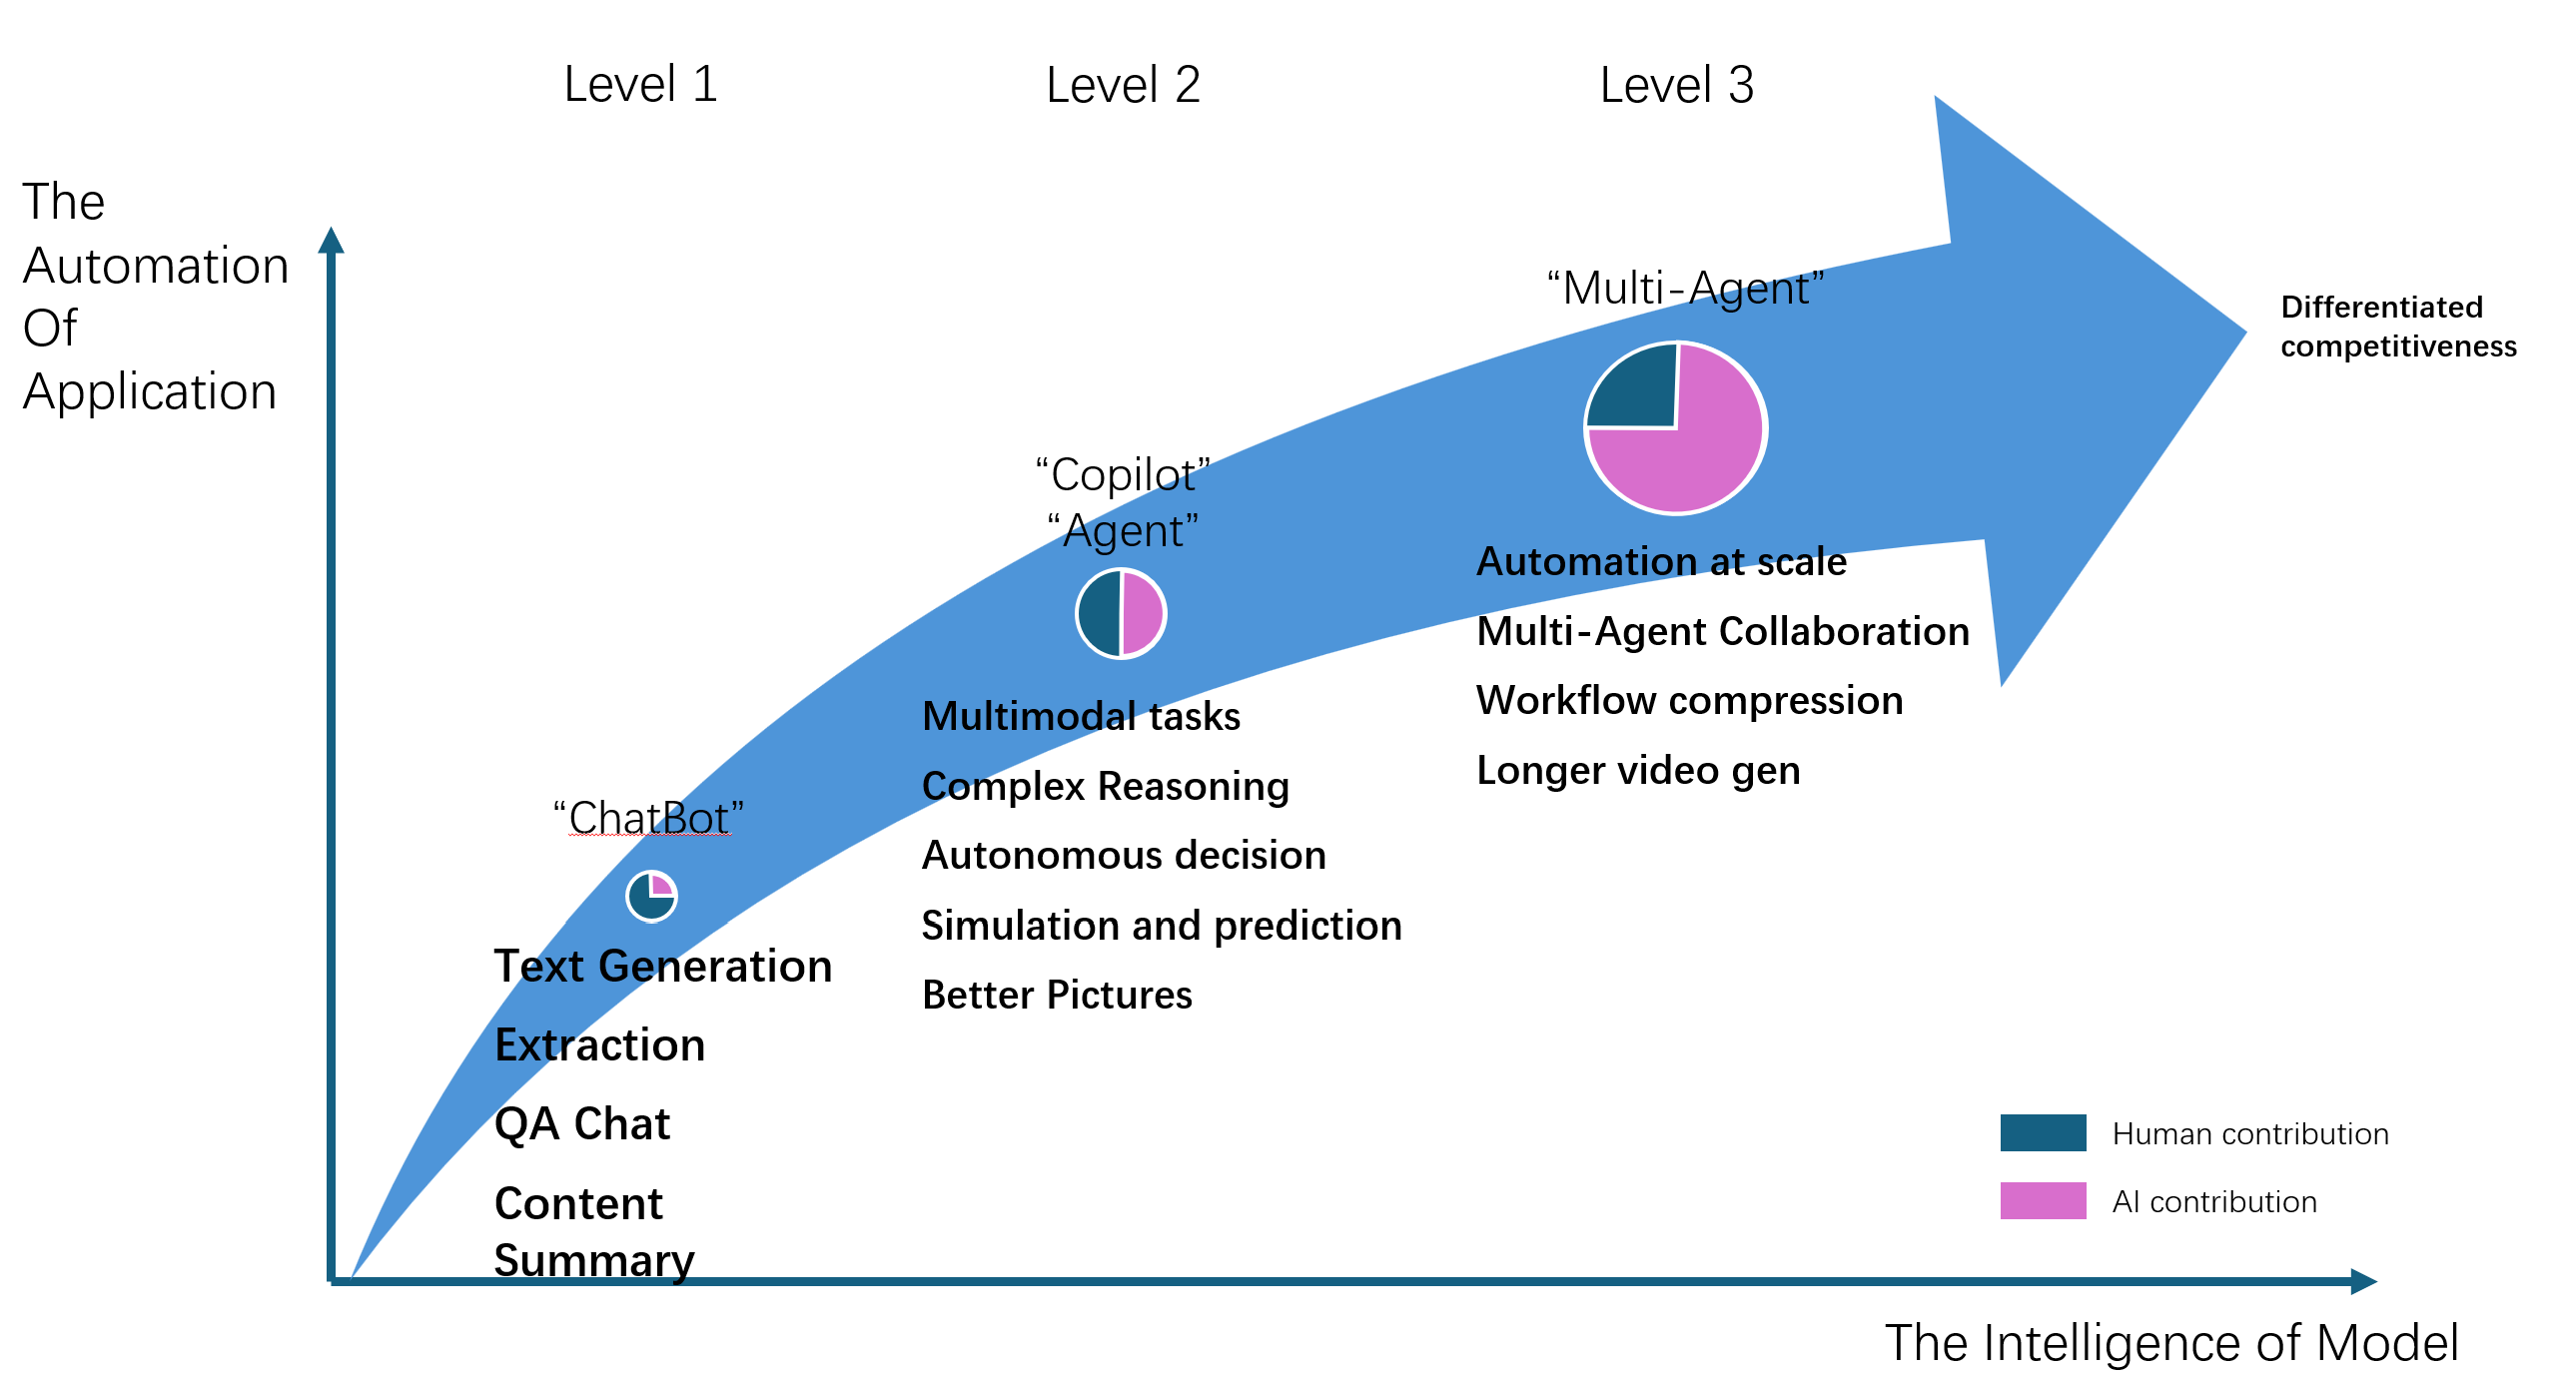 Level 1
Level 2
Level 3
The
Automation
Of
Application
“Multi-Agent”
Differentiated
competitiveness
“Copilot”
“Agent”
Automation at scale
Multi-Agent Collaboration
Workflow compression
Longer video gen
Multimodal tasks
Complex Reasoning
Autonomous decision
Simulation and prediction
Better Pictures
“ChatBot”
Text Generation
Extraction
QA Chat
Content
Summary
Human contribution
AI contribution
The Intelligence of Model